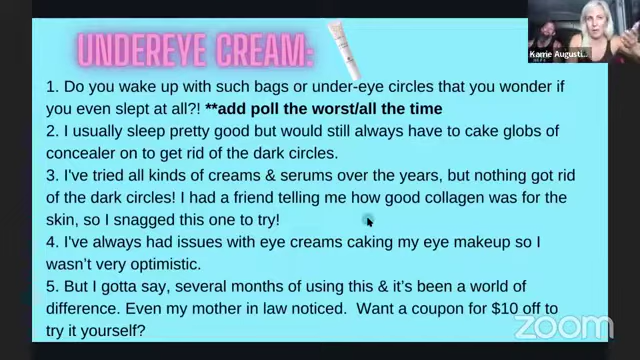 UNDEREYE CREAM:
Karrie Augusti...
1. Do you wake up with such bags or under-eye circles that you wonder if
you even slept at all?! **add poll the worst/all the time
2. I usually sleep pretty good but would still always have to cake globs of
concealer on to get rid of the dark circles.
3. I've tried all kinds of creams & serums over the years, but nothing got rid
of the dark circles! I had a friend telling me how good collagen was for the
skin, so I snagged this one to try!
4. I've always had issues with eye creams caking my eye makeup so I
wasn't very optimistic.
5. But I gotta say, several months of using this & it's been a world of
difference. Even my mother in law noticed.  Want a coupon for $10 off to
try it yourself?
zoom